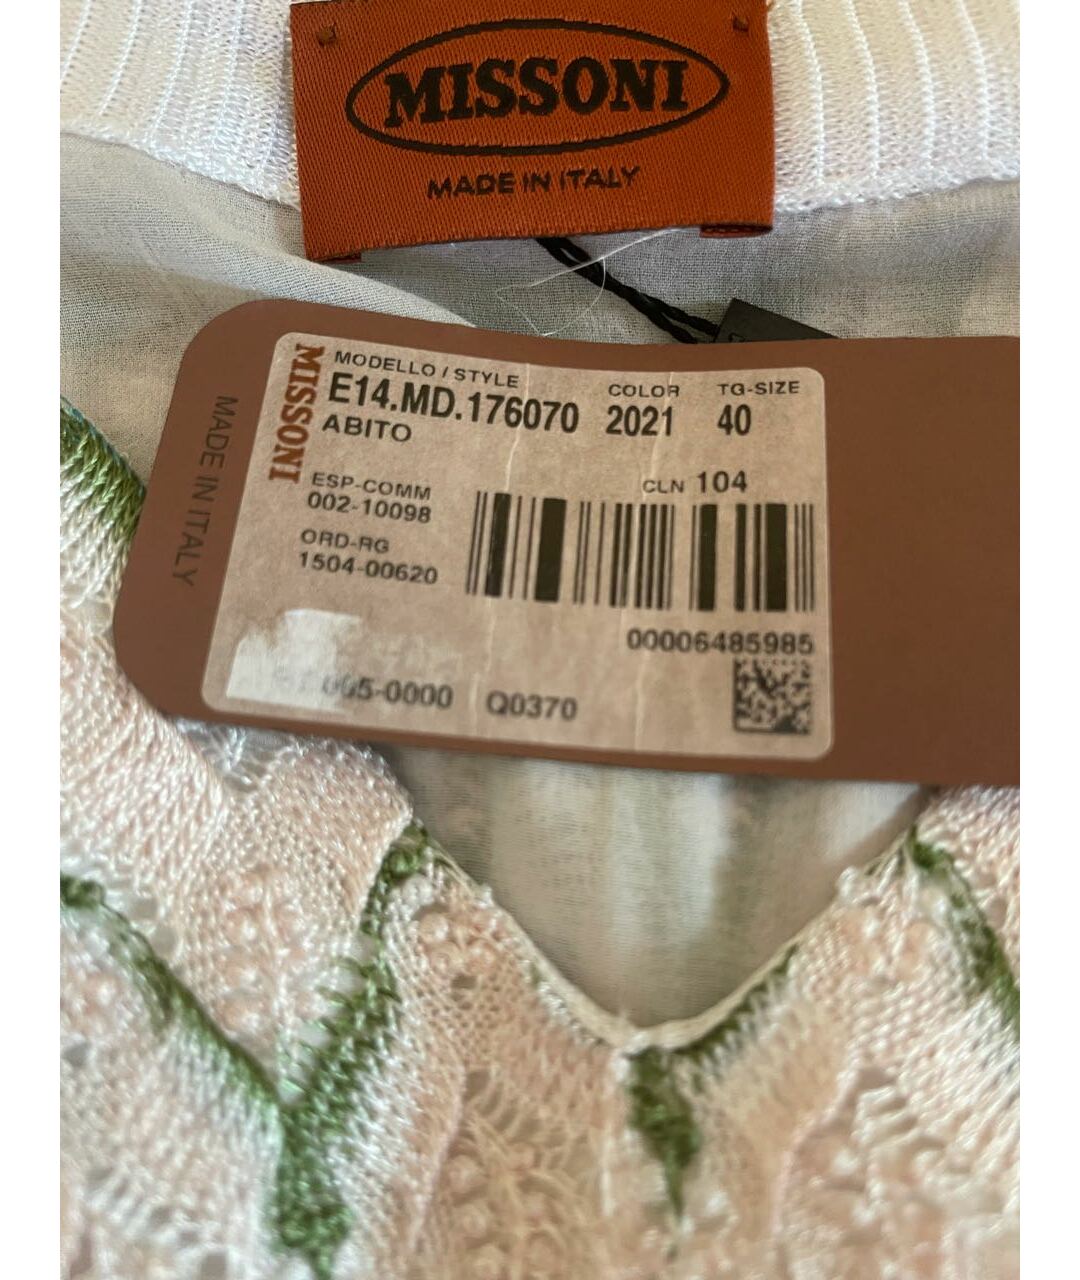 MISSONI
MADE IN ITALY
MADE IN ITALY
MISSONI
MODELLO / STYLE COLOR TG-SIZE
E14.MD.176070 2021 40
ABITO
ESP-COMM CLN 104
002-10098
ORD-RG
1504-00620
00006485985
005-0000 Q0370